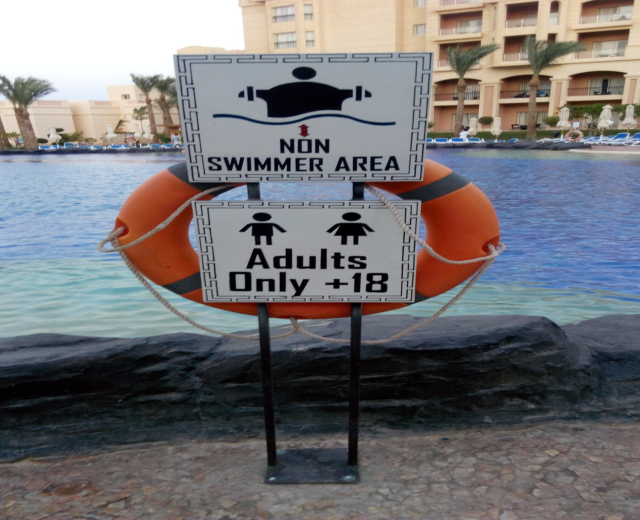 NON
SWIMMER AREA
Adults
Only +18